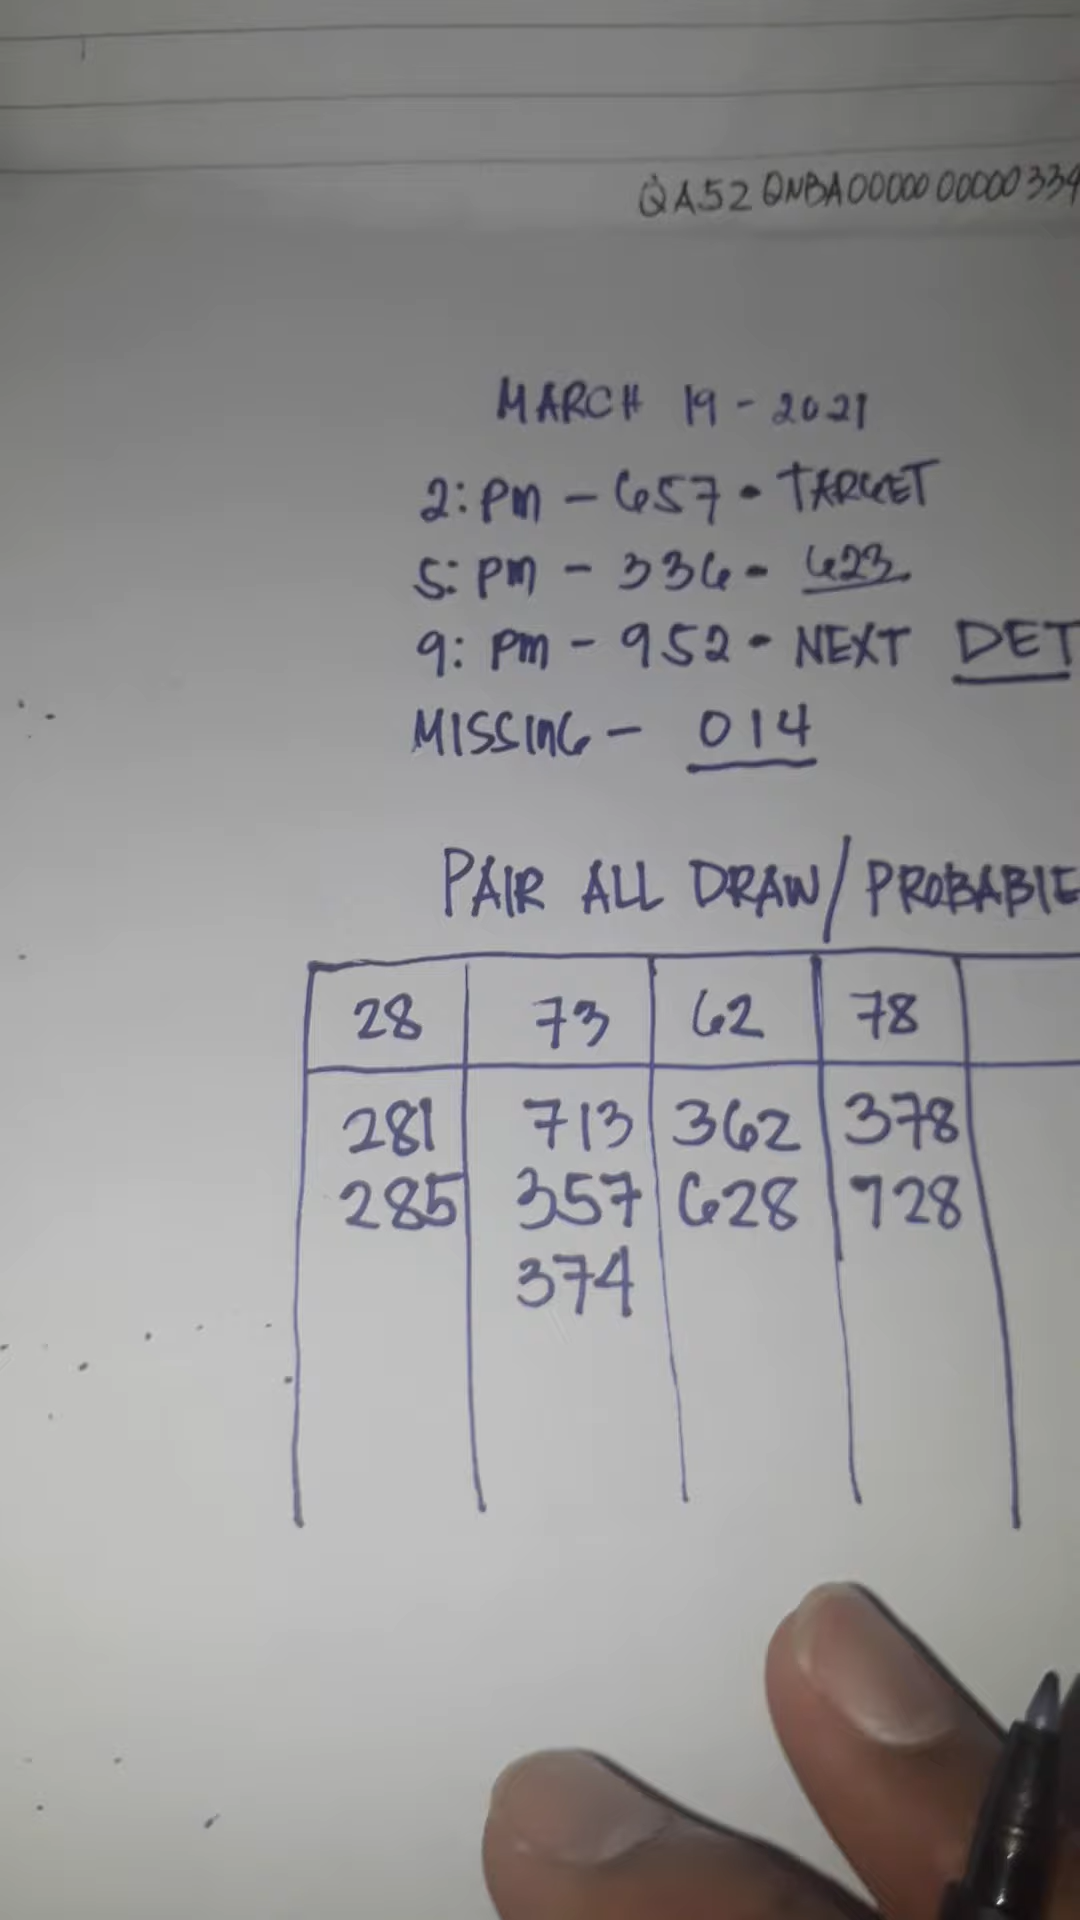 QA52QNBA0000000000334
MARCH 19-2021
2:PM - 657 - TARGET
5:PM - 336 - 623
9:PM - 952 - NEXT DET
MISSING - 014
PAIR ALL DRAW/PROBABLE
28 73 62 78
281 713 362 378
285 357 628 728
374